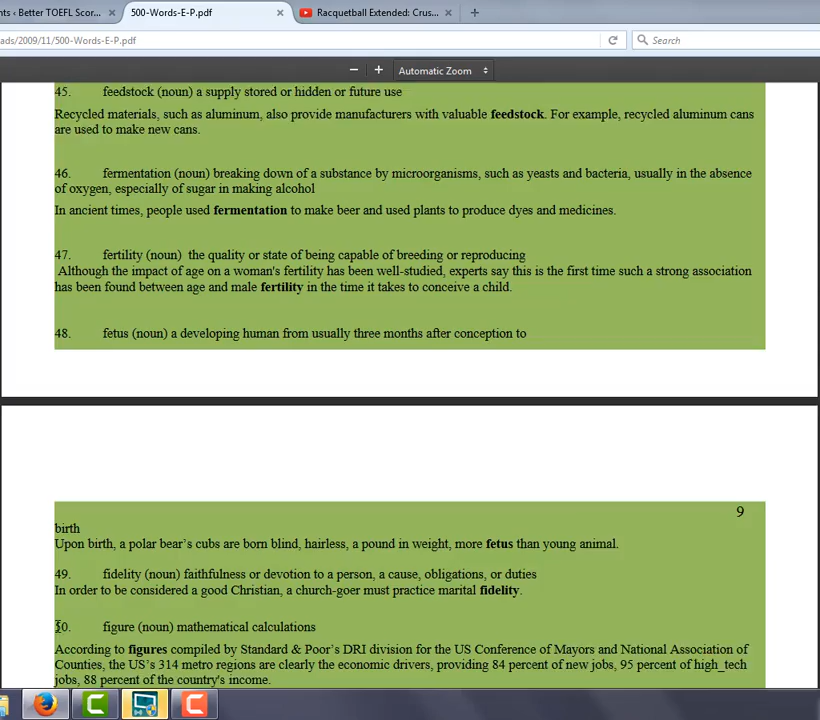 nts ‹ Better TOEFL Scor...
500-Words-E-P.pdf
Racquetball Extended: Crus...
ads/2009/11/500-Words-E-P.pdf
Search
Automatic Zoom
45. feedstock (noun) a supply stored or hidden or future use
Recycled materials, such as aluminum, also provide manufacturers with valuable feedstock. For example, recycled aluminum cans
are used to make new cans.
46. fermentation (noun) breaking down of a substance by microorganisms, such as yeasts and bacteria, usually in the absence
of oxygen, especially of sugar in making alcohol
In ancient times, people used fermentation to make beer and used plants to produce dyes and medicines.
47. fertility (noun) the quality or state of being capable of breeding or reproducing
Although the impact of age on a woman's fertility has been well-studied, experts say this is the first time such a strong association
has been found between age and male fertility in the time it takes to conceive a child.
48. fetus (noun) a developing human from usually three months after conception to
9
birth
Upon birth, a polar bear’s cubs are born blind, hairless, a pound in weight, more fetus than young animal.
49. fidelity (noun) faithfulness or devotion to a person, a cause, obligations, or duties
In order to be considered a good Christian, a church-goer must practice marital fidelity.
50. figure (noun) mathematical calculations
According to figures compiled by Standard & Poor’s DRI division for the US Conference of Mayors and National Association of
Counties, the US’s 314 metro regions are clearly the economic drivers, providing 84 percent of new jobs, 95 percent of high_tech
jobs, 88 percent of the country's income.